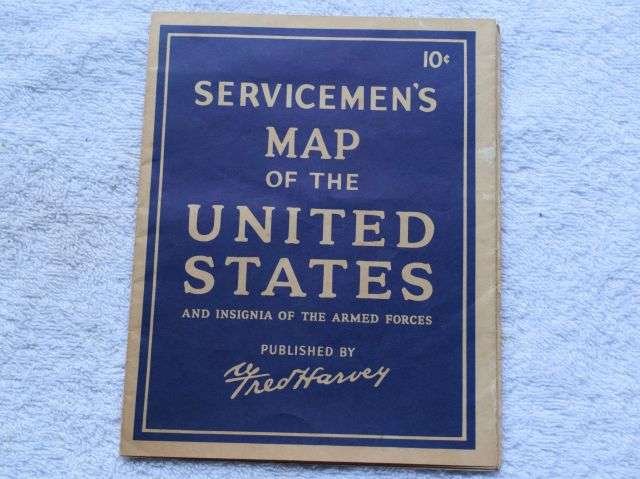 10¢
SERVICEMEN'S
MAP
OF THE
UNITED
STATES
AND INSIGNIA OF THE ARMED FORCES
PUBLISHED BY
Fred Harvey